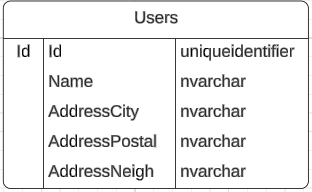 Users
Id Id uniqueidentifier
Name nvarchar
AddressCity nvarchar
AddressPostal nvarchar
AddressNeigh nvarchar